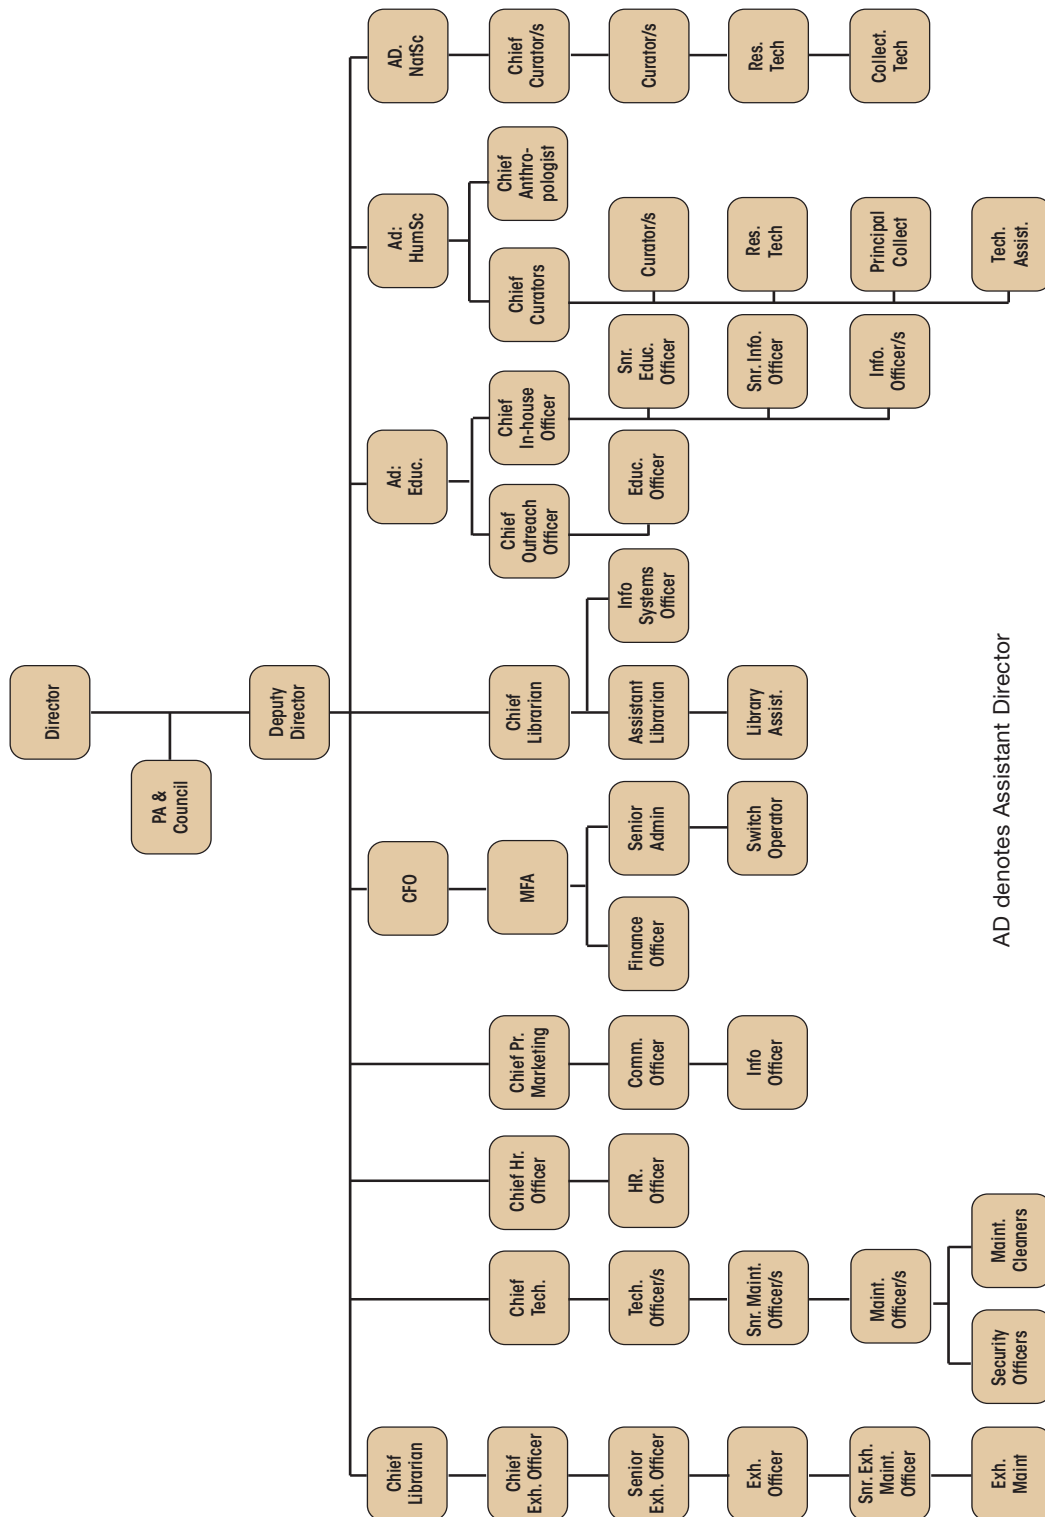 Director
PA &
Council
Deputy
Director
Chief
Librarian
CFO
Ad:
Educ.
Ad:
HumSc
AD.
NatSc
Chief
Exh. Officer
Chief
Tech.
Chief Hr.
Officer
Chief Pr.
Marketing
MFA
Chief
Librarian
Chief
Outreach
Officer
Chief
In-house
Officer
Chief
Curators
Chief
Anthro-
pologist
Chief
Curator/s
Senior
Exh. Officer
Tech.
Officer/s
HR.
Officer
Comm.
Officer
Finance
Officer
Senior
Admin
Assistant
Librarian
Info
Systems
Officer
Educ.
Officer
Snr.
Educ.
Officer
Curator/s
Curator/s
Exh.
Officer
Snr. Maint.
Officer/s
Info
Officer
Switch
Operator
Library
Assist.
Snr. Info.
Officer
Res.
Tech
Res.
Tech
Snr. Exh.
Maint.
Officer
Maint.
Officer/s
Info.
Officer/s
Principal
Collect
Collect.
Tech
Exh.
Maint
Security
Officers
Maint.
Cleaners
Tech.
Assist.
AD denotes Assistant Director